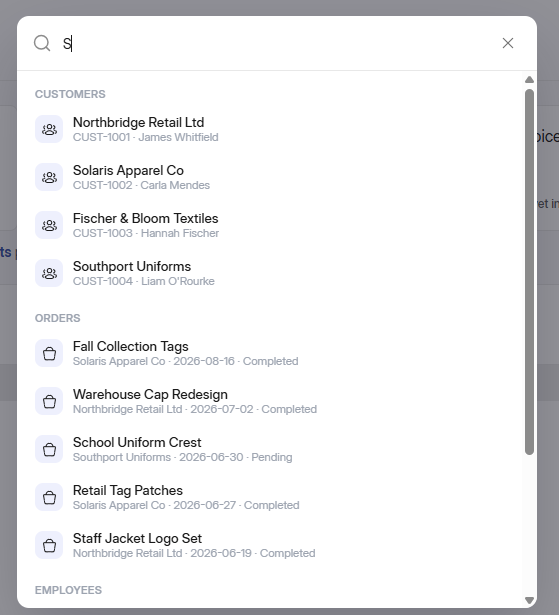 S
CUSTOMERS
Northbridge Retail Ltd
CUST-1001 · James Whitfield
Solaris Apparel Co
CUST-1002 · Carla Mendes
Fischer & Bloom Textiles
CUST-1003 · Hannah Fischer
Southport Uniforms
CUST-1004 · Liam O'Rourke
ORDERS
Fall Collection Tags
Solaris Apparel Co · 2026-08-16 · Completed
Warehouse Cap Redesign
Northbridge Retail Ltd · 2026-07-02 · Completed
School Uniform Crest
Southport Uniforms · 2026-06-30 · Pending
Retail Tag Patches
Solaris Apparel Co · 2026-06-27 · Completed
Staff Jacket Logo Set
Northbridge Retail Ltd · 2026-06-19 · Completed
EMPLOYEES